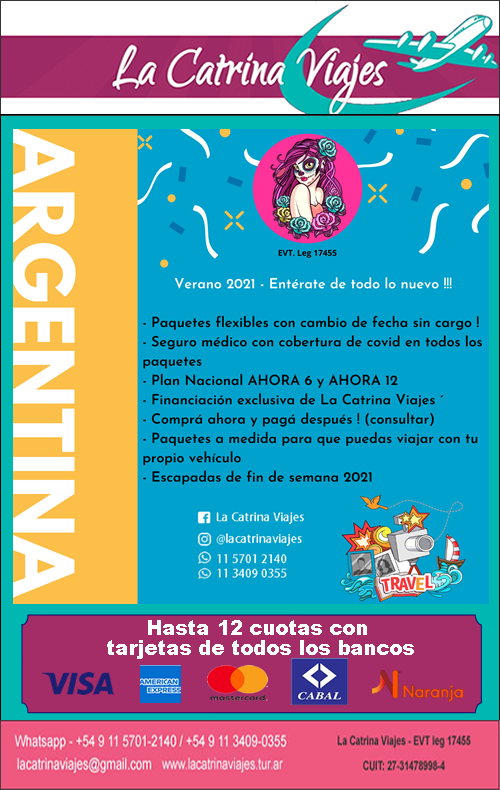 La Catrina Viajes
ARGENTINA
EVT. Leg 17455
Verano 2021 - Entérate de todo lo nuevo !!!
- Paquetes flexibles con cambio de fecha sin cargo !
- Seguro médico con cobertura de covid en todos los
paquetes
- Plan Nacional AHORA 6 y AHORA 12
- Financiación exclusiva de La Catrina Viajes ´
- Comprá ahora y pagá después ! (consultar)
- Paquetes a medida para que puedas viajar con tu
propio vehículo
- Escapadas de fin de semana 2021
La Catrina Viajes
@lacatrinaviajes
11 5701 2140
11 3409 0355
TRAVEL
Hasta 12 cuotas con
tarjetas de todos los bancos
VISA
AMERICAN
EXPRESS
mastercard
CABAL
Naranja
Whatsapp - +54 9 11 5701-2140 / +54 9 11 3409-0355
lacatrinaviajes@gmail.com www.lacatrinaviajes.tur.ar
La Catrina Viajes - EVT leg 17455
CUIT: 27-31478998-4